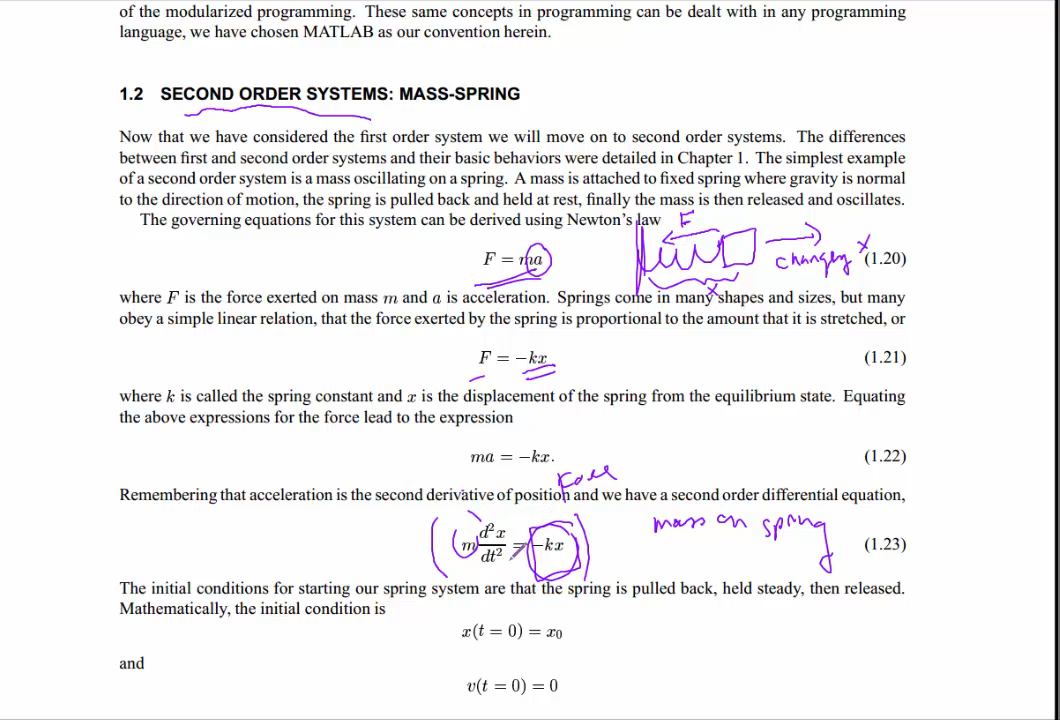 of the modularized programming. These same concepts in programming can be dealt with in any programming
language, we have chosen MATLAB as our convention herein.
1.2 SECOND ORDER SYSTEMS: MASS-SPRING
Now that we have considered the first order system we will move on to second order systems. The differences
between first and second order systems and their basic behaviors were detailed in Chapter 1. The simplest example
of a second order system is a mass oscillating on a spring. A mass is attached to fixed spring where gravity is normal
to the direction of motion, the spring is pulled back and held at rest, finally the mass is then released and oscillates.
The governing equations for this system can be derived using Newton's law
F
F = ma
changing x
(1.20)
where F is the force exerted on mass m and a is acceleration. Springs come in many shapes and sizes, but many
x
obey a simple linear relation, that the force exerted by the spring is proportional to the amount that it is stretched, or
F = −kx (1.21)
where k is called the spring constant and x is the displacement of the spring from the equilibrium state. Equating
the above expressions for the force lead to the expression
ma = −kx. (1.22)
Force
Remembering that acceleration is the second derivative of position and we have a second order differential equation,
mass on spring
m d²x/dt² = −kx (1.23)
The initial conditions for starting our spring system are that the spring is pulled back, held steady, then released.
Mathematically, the initial condition is
x(t = 0) = x₀
and
v(t = 0) = 0